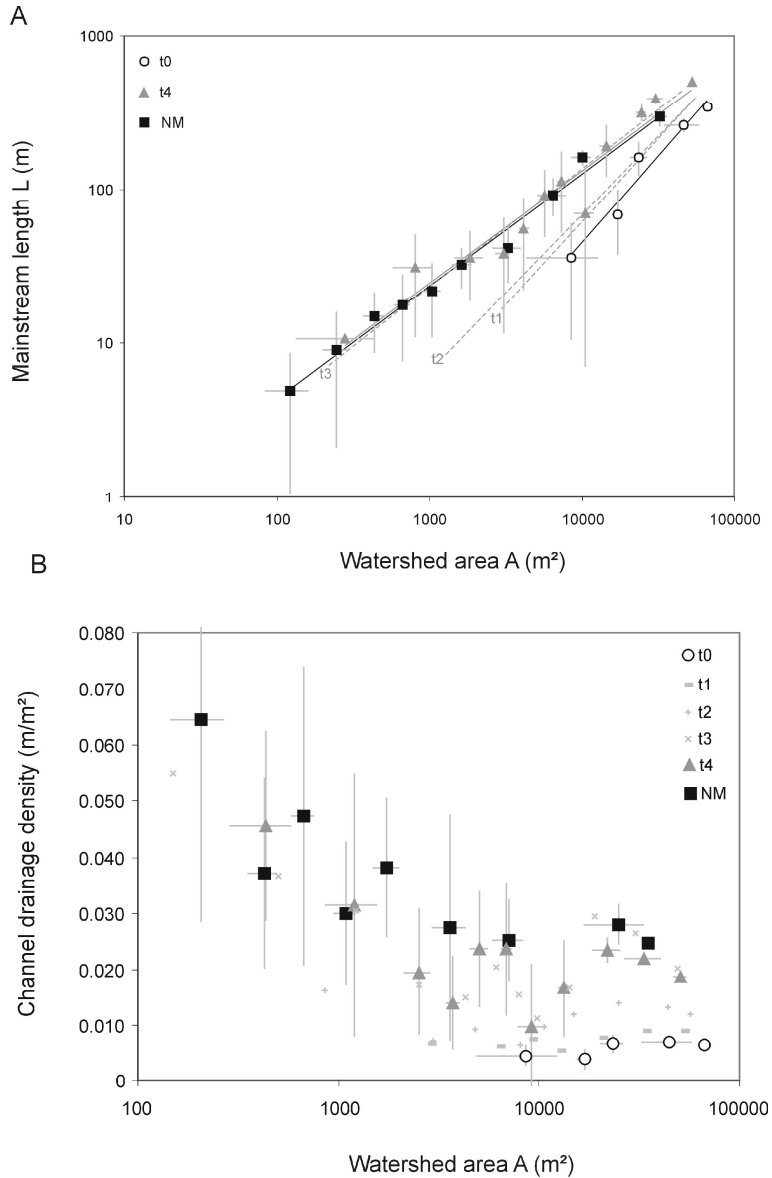 A
1000
100
10
1
Mainstream length L (m)
t0
t4
NM
t1
t2
t3
10
100
1000
10000
100000
Watershed area A (m²)
B
0.080
0.070
0.060
0.050
0.040
0.030
0.020
0.010
0
Channel drainage density (m/m²)
t0
t1
t2
t3
t4
NM
100
1000
10000
100000
Watershed area A (m²)